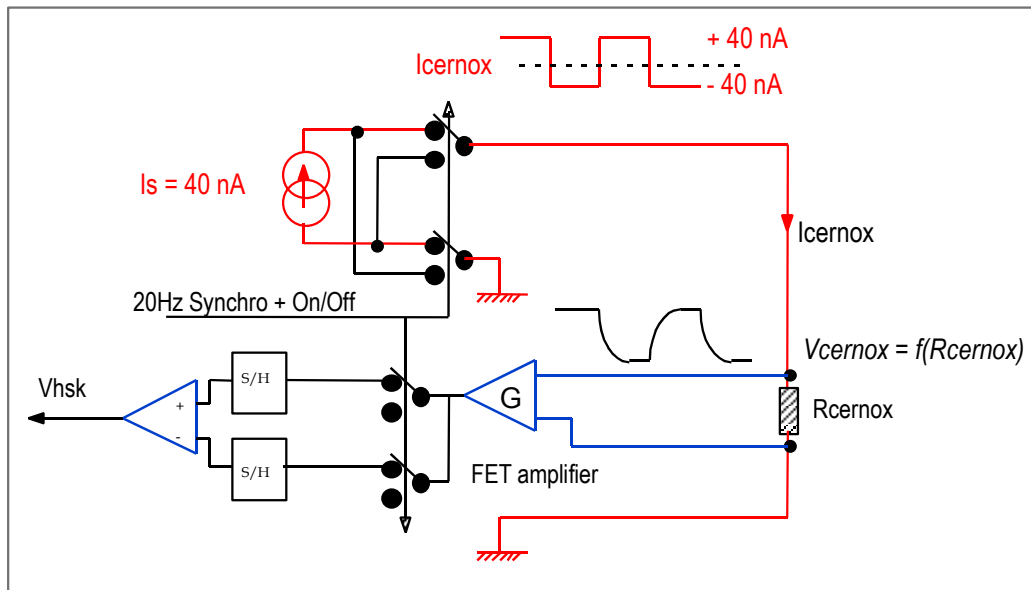 + 40 nA
Icernox
- 40 nA
Is = 40 nA
Icernox
20Hz Synchro + On/Off
Vcernox = f(Rcernox)
Vhsk
S/H
+
G
Rcernox
-
S/H
FET amplifier